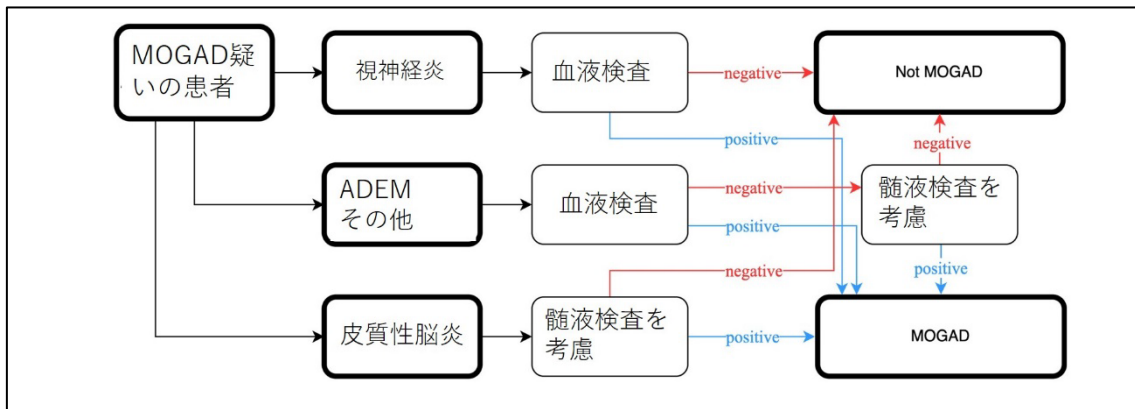 MOGAD疑
いの患者
視神経炎
血液検査
negative
Not MOGAD
positive
negative
ADEM
その他
血液検査
negative
髄液検査を
考慮
positive
positive
negative
皮質性脳炎
髄液検査を
考慮
positive
MOGAD